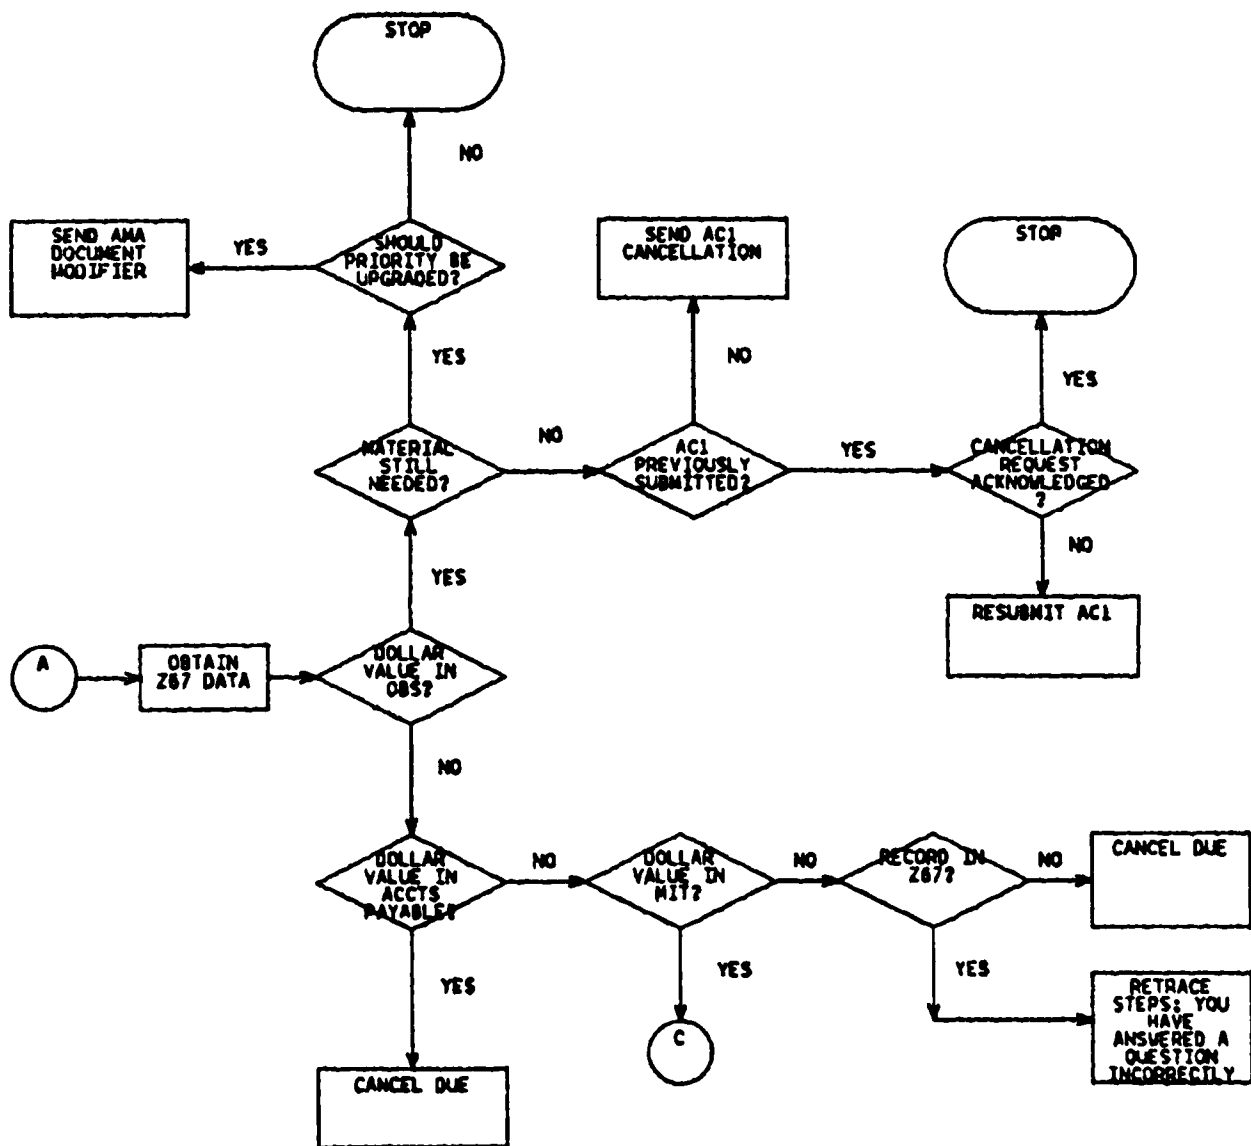 STOP
NO
SEND AMA
DOCUMENT
MODIFIER
YES
SHOULD
PRIORITY BE
UPGRADED?
SEND AC1
CANCELLATION
STOP
YES
NO
YES
MATERIAL
STILL
NEEDED?
NO
AC1
PREVIOUSLY
SUBMITTED?
YES
CANCELLATION
REQUEST
ACKNOWLEDGED
?
YES
NO
RESUBMIT AC1
A
OBTAIN
Z67 DATA
DOLLAR
VALUE IN
OBS?
NO
DOLLAR
VALUE IN
ACCTS
PAYABLE?
NO
DOLLAR
VALUE IN
MIT?
NO
RECORD IN
Z67?
NO
CANCEL DUE
YES
YES
YES
RETRACE
STEPS: YOU
HAVE
ANSWERED A
QUESTION
INCORRECTLY
C
CANCEL DUE